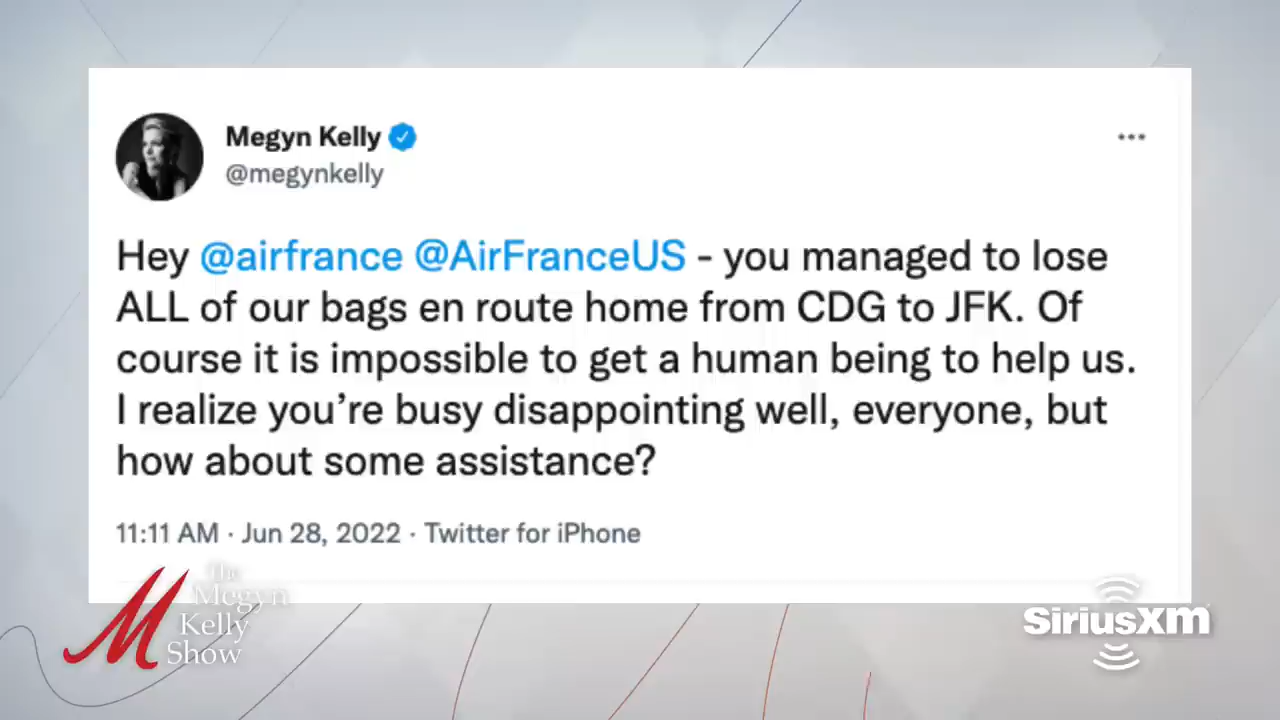 Megyn Kelly
@megynkelly
Hey @airfrance @AirFranceUS - you managed to lose
ALL of our bags en route home from CDG to JFK. Of
course it is impossible to get a human being to help us.
I realize you’re busy disappointing well, everyone, but
how about some assistance?
11:11 AM · Jun 28, 2022 · Twitter for iPhone
M
The
Megyn
Kelly
Show
SiriusXM